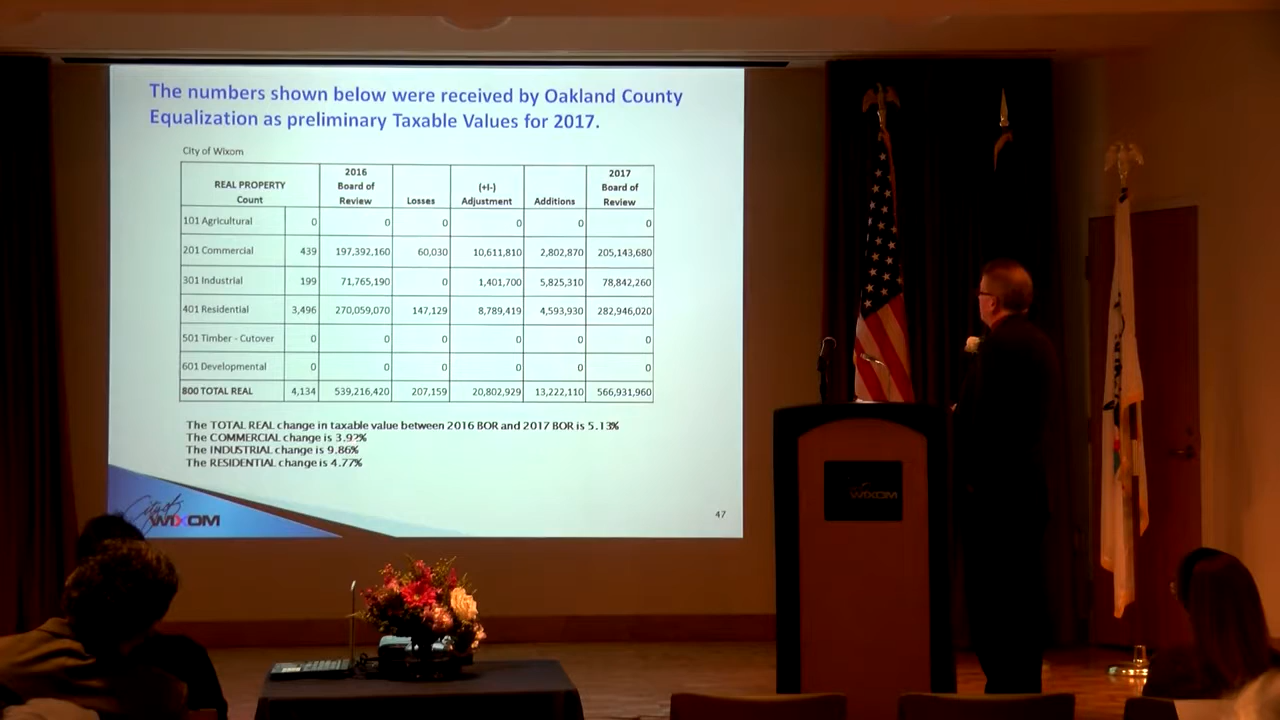 The numbers shown below were received by Oakland County
Equalization as preliminary Taxable Values for 2017.
City of Wixom
REAL PROPERTY Count 2016 Board of Review Losses (+I-) Adjustment Additions 2017 Board of Review
101 Agricultural 0 0 0 0 0 0
201 Commercial 439 197,392,160 60,030 10,611,810 2,802,870 205,143,680
301 Industrial 199 71,765,190 0 1,401,700 5,825,310 78,842,260
401 Residential 3,496 270,059,070 147,129 8,789,419 4,593,930 282,946,020
501 Timber - Cutover 0 0 0 0 0 0
601 Developmental 0 0 0 0 0 0
800 TOTAL REAL 4,134 539,216,420 207,159 20,802,929 13,222,110 566,931,960
The TOTAL REAL change in taxable value between 2016 BOR and 2017 BOR is 5.13%
The COMMERCIAL change is 3.92%
The INDUSTRIAL change is 9.86%
The RESIDENTIAL change is 4.77%
City of
WIXOM
47
WIXOM